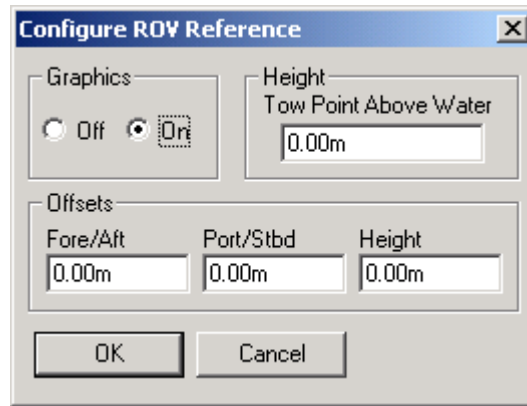 Configure ROV Reference
Graphics
Off On
Height
Tow Point Above Water
0.00m
Offsets
Fore/Aft Port/Stbd Height
0.00m 0.00m 0.00m
OK Cancel